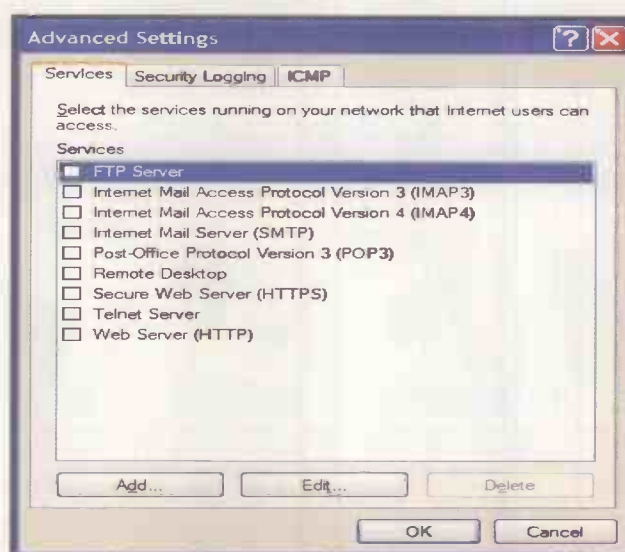 Advanced Settings
Services Security Logging ICMP
Select the services running on your network that Internet users can
access.
Services
FTP Server
Internet Mail Access Protocol Version 3 (IMAP3)
Internet Mail Access Protocol Version 4 (IMAP4)
Internet Mail Server (SMTP)
Post-Office Protocol Version 3 (POP3)
Remote Desktop
Secure Web Server (HTTPS)
Telnet Server
Web Server (HTTP)
Add... Edit... Delete
OK Cancel